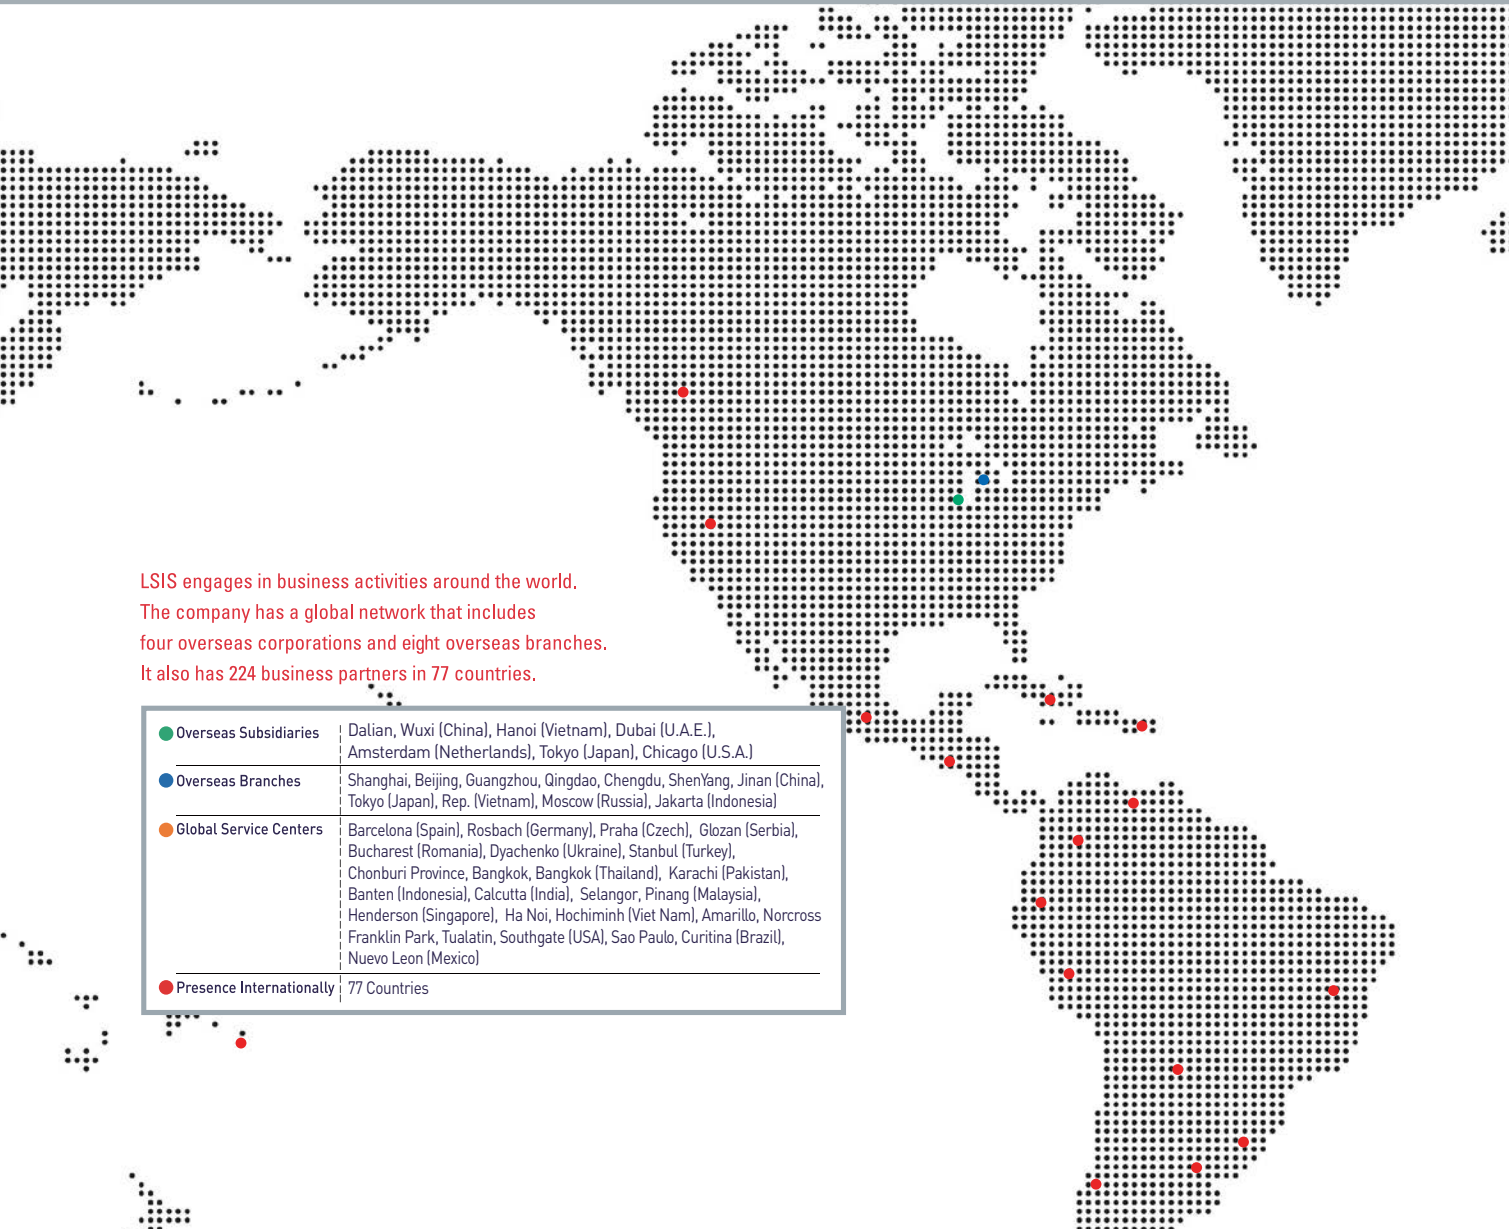 LSIS engages in business activities around the world.
The company has a global network that includes
four overseas corporations and eight overseas branches.
It also has 224 business partners in 77 countries.
Overseas Subsidiaries
Dalian, Wuxi (China), Hanoi (Vietnam), Dubai (U.A.E.),
Amsterdam (Netherlands), Tokyo (Japan), Chicago (U.S.A.)
Overseas Branches
Shanghai, Beijing, Guangzhou, Qingdao, Chengdu, ShenYang, Jinan (China),
Tokyo (Japan), Rep. (Vietnam), Moscow (Russia), Jakarta (Indonesia)
Global Service Centers
Barcelona (Spain), Rosbach (Germany), Praha (Czech), Glozan (Serbia),
Bucharest (Romania), Dyachenko (Ukraine), Stanbul (Turkey),
Chonburi Province, Bangkok, Bangkok (Thailand), Karachi (Pakistan),
Banten (Indonesia), Calcutta (India), Selangor, Pinang (Malaysia),
Henderson (Singapore), Ha Noi, Hochiminh (Viet Nam), Amarillo, Norcross
Franklin Park, Tualatin, Southgate (USA), Sao Paulo, Curitina (Brazil),
Nuevo Leon (Mexico)
Presence Internationally
77 Countries